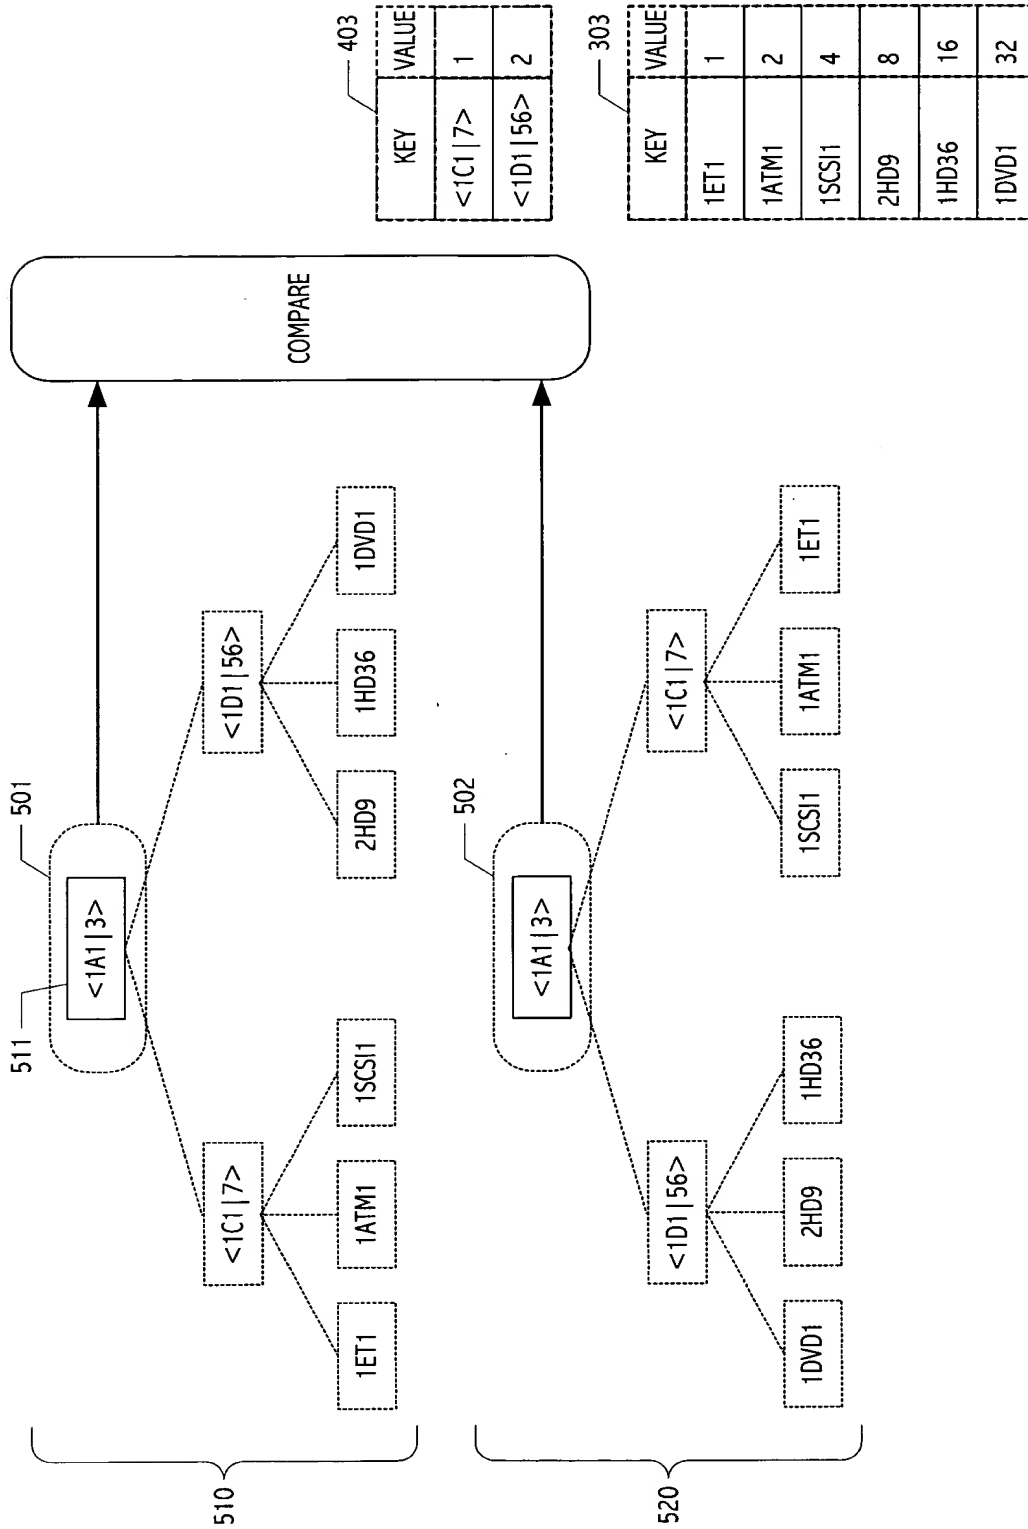 510
511
501
<1A1|3>
<1C1|7>
<1D1|56>
1ET1
1ATM1
1SCSI1
2HD9
1HD36
1DVD1
520
502
<1A1|3>
<1D1|56>
<1C1|7>
1DVD1
2HD9
1HD36
1SCSI1
1ATM1
1ET1
COMPARE
403
KEY VALUE
<1C1|7> 1
<1D1|56> 2
303
KEY VALUE
1ET1 1
1ATM1 2
1SCSI1 4
2HD9 8
1HD36 16
1DVD1 32